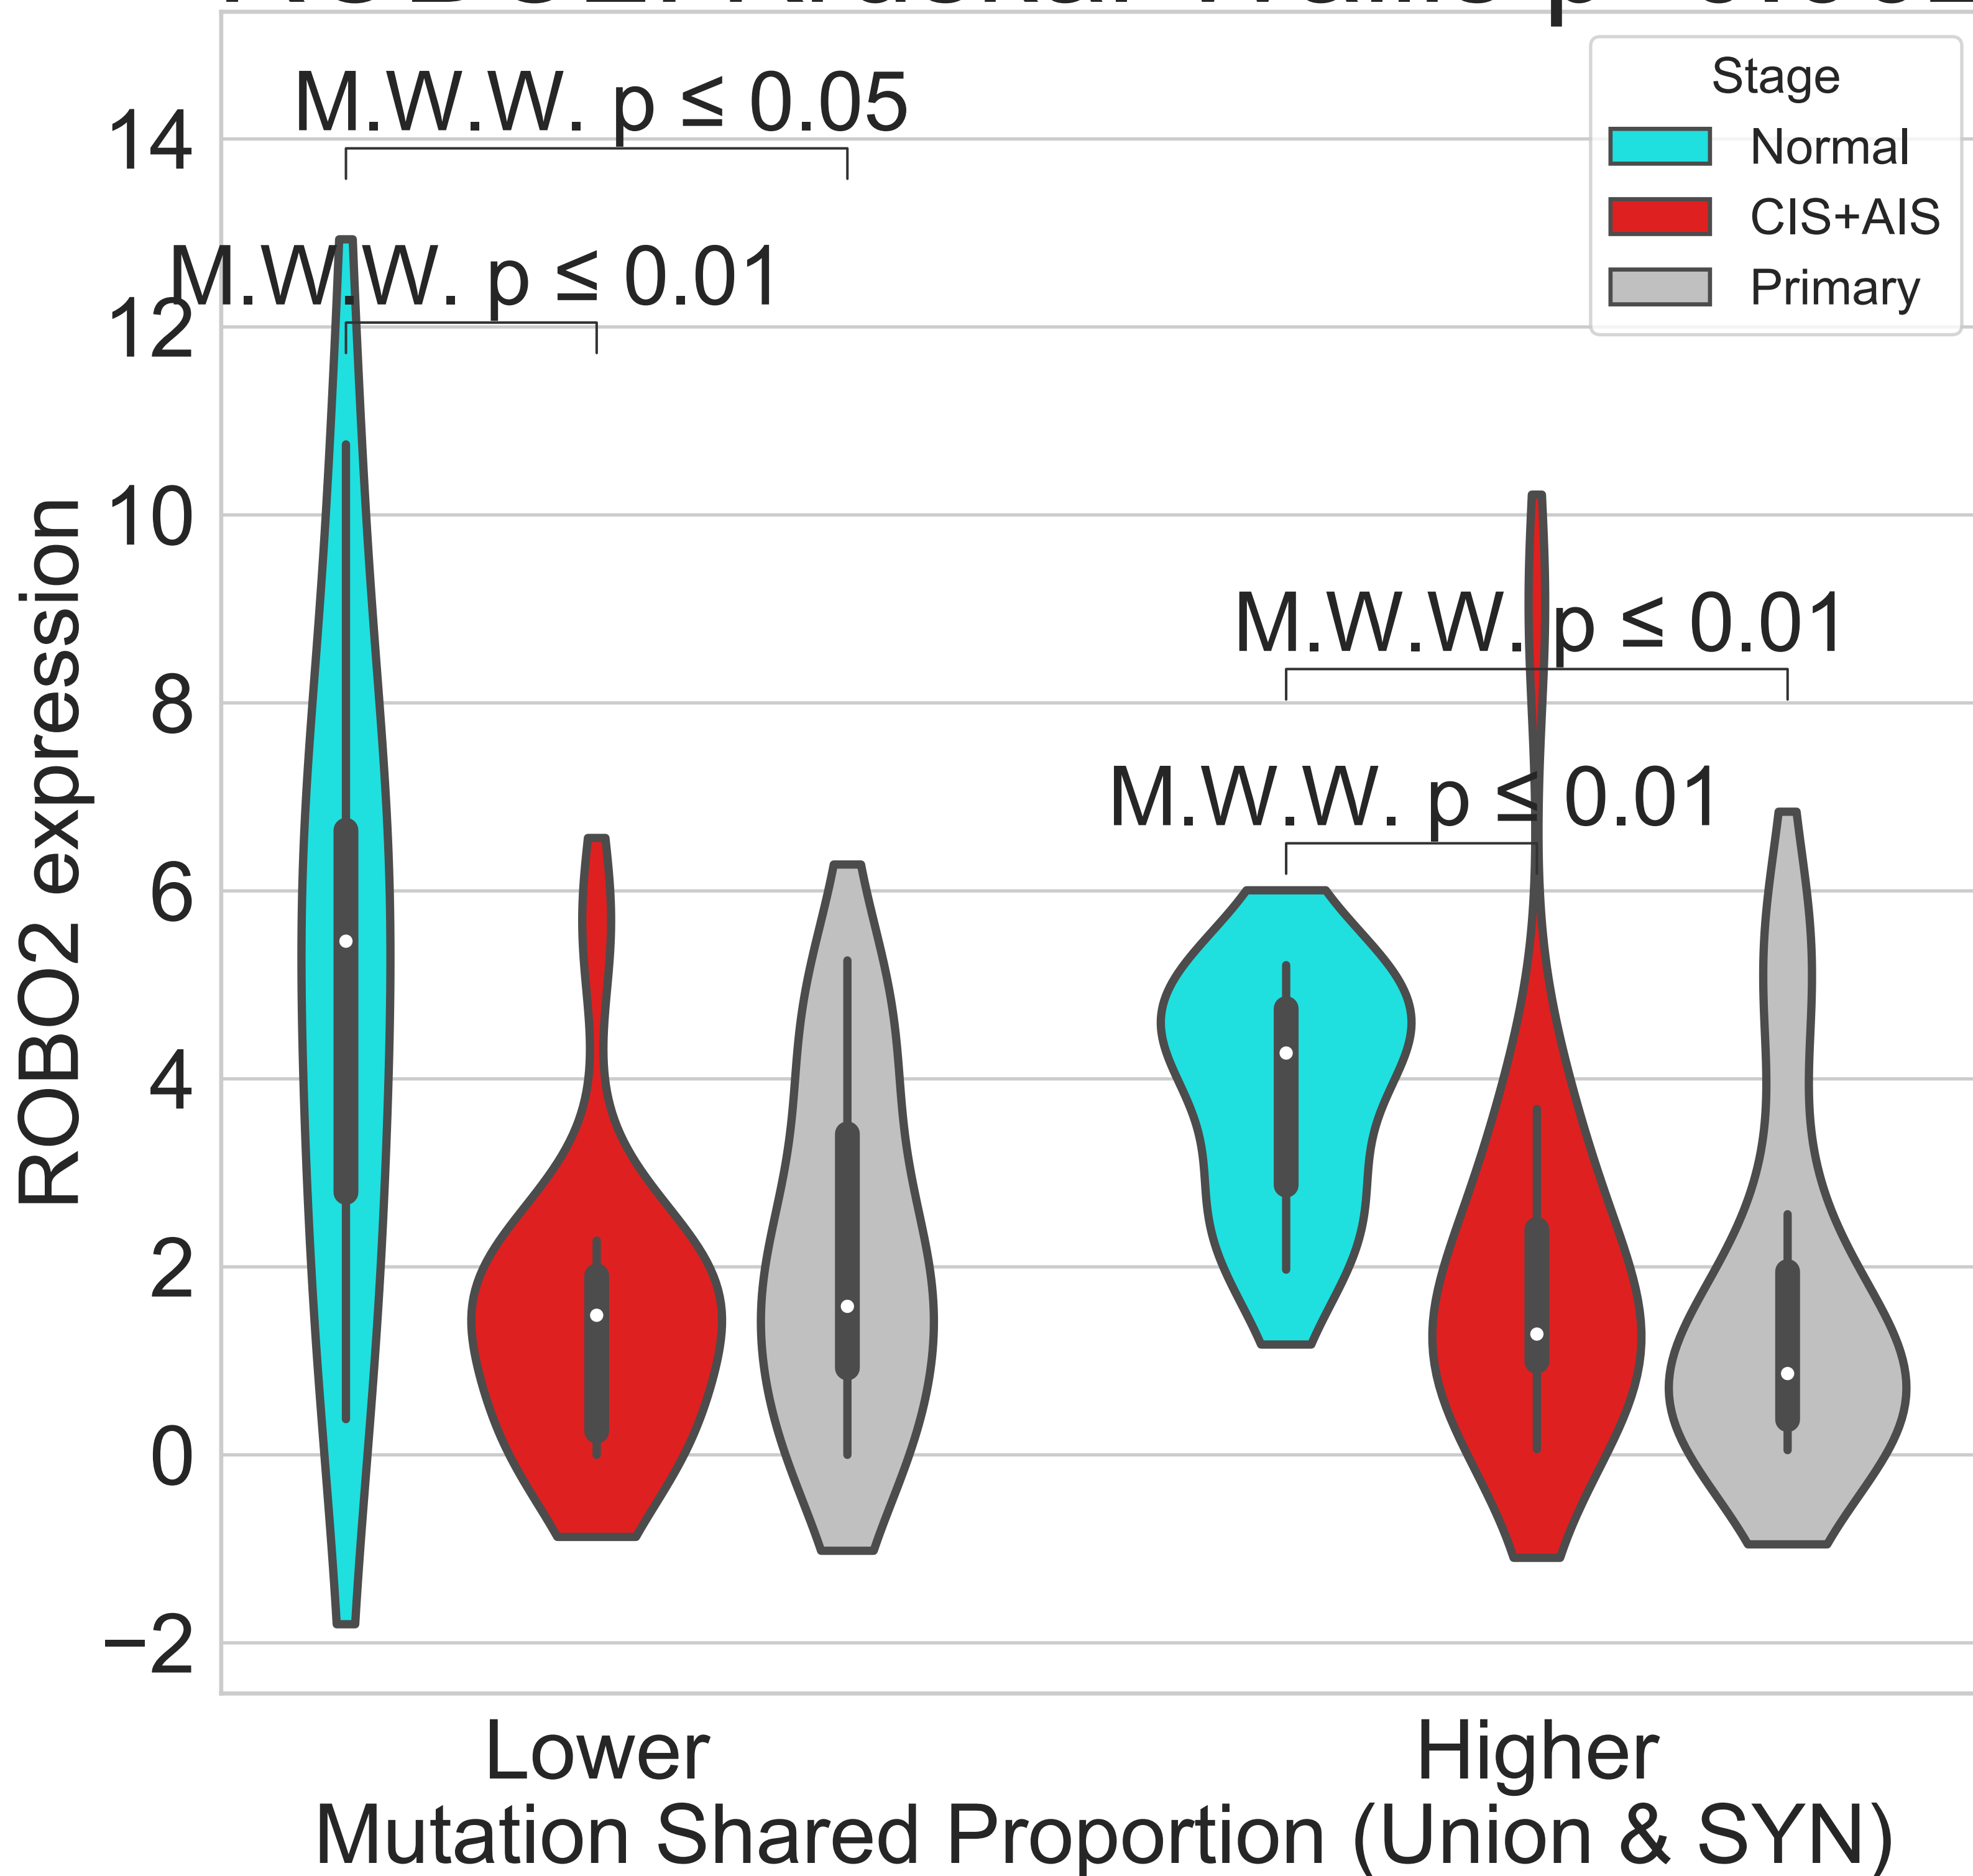 M.W.W. p ≤ 0.05
M.W.W. p ≤ 0.01
M.W.W. p ≤ 0.01
M.W.W. p ≤ 0.01
Stage
Normal
CIS+AIS
Primary
14
12
10
8
6
4
2
0
−2
ROBO2 expression
Lower
Higher
Mutation Shared Proportion (Union & SYN)